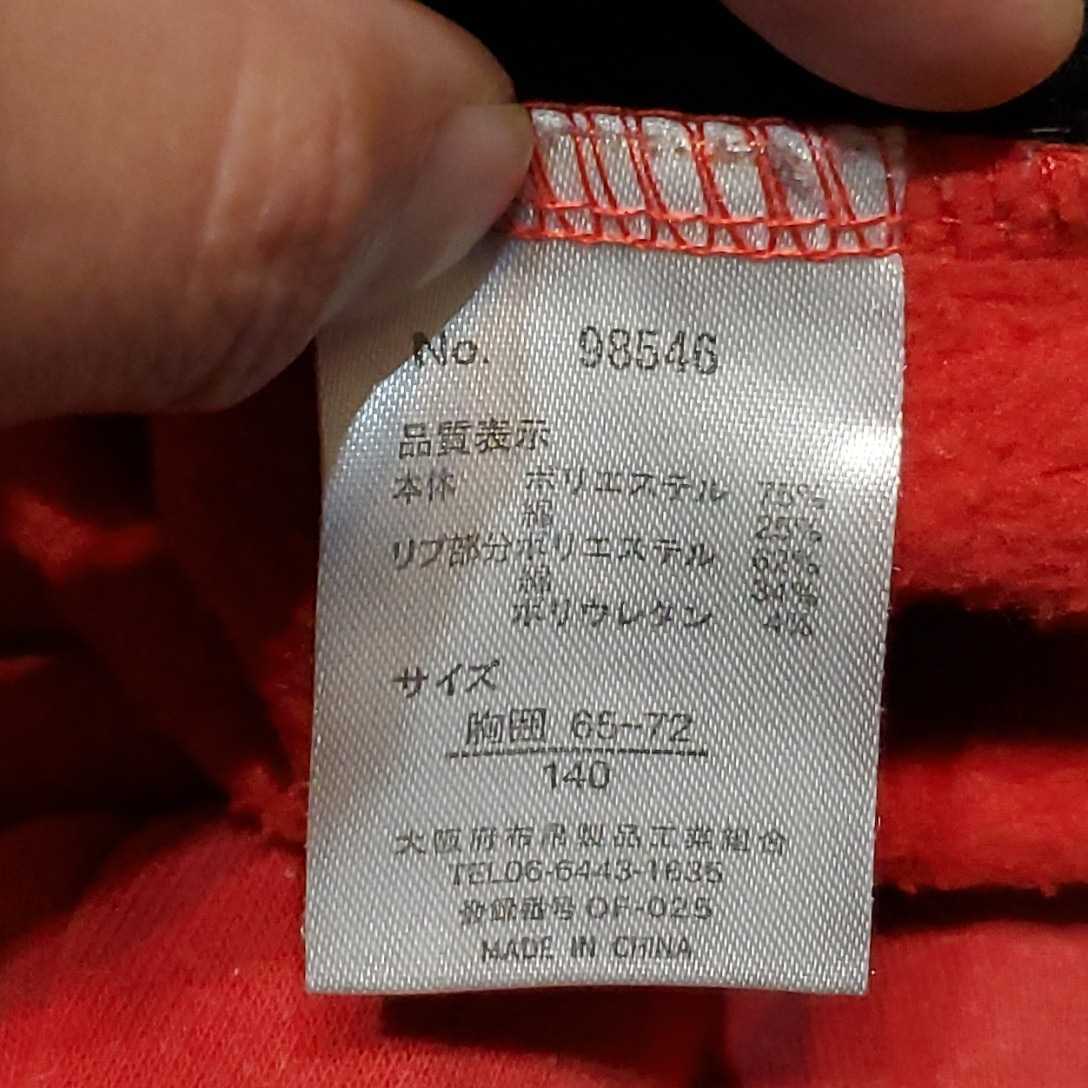 No. 98546
品質表示
本体 ポリエステル 75%
綿 25%
リブ部分 ポリエステル 62%
綿 34%
ポリウレタン 4%
サイズ
胸囲 65-72
140
大阪府布帛製品工業組合
TEL06-6443-1635
登録番号 OF-025
MADE IN CHINA